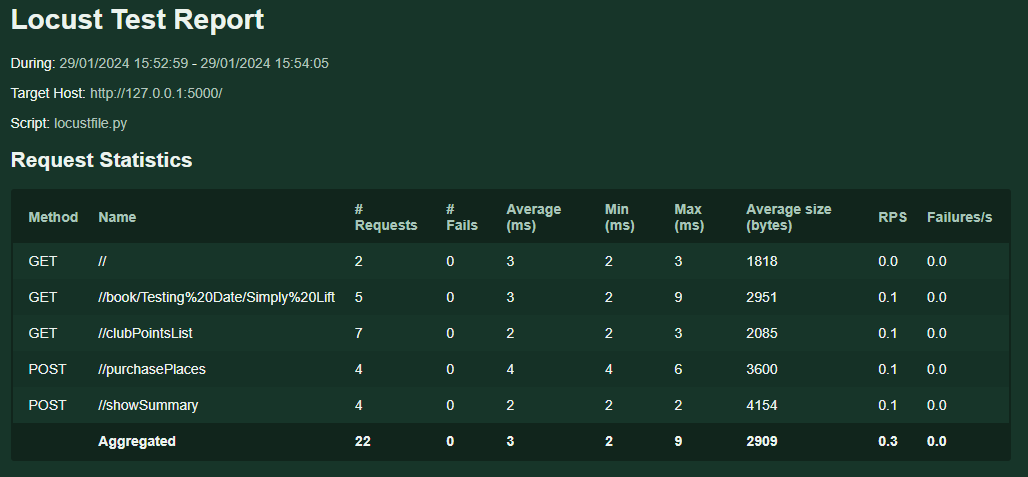 Locust Test Report
During: 29/01/2024 15:52:59 - 29/01/2024 15:54:05
Target Host: http://127.0.0.1:5000/
Script: locustfile.py
Request Statistics
Method Name # Requests # Fails Average (ms) Min (ms) Max (ms) Average size (bytes) RPS Failures/s
GET // 2 0 3 2 3 1818 0.0 0.0
GET //book/Testing%20Date/Simply%20Lift 5 0 3 2 9 2951 0.1 0.0
GET //clubPointsList 7 0 2 2 3 2085 0.1 0.0
POST //purchasePlaces 4 0 4 4 6 3600 0.1 0.0
POST //showSummary 4 0 2 2 2 4154 0.1 0.0
Aggregated 22 0 3 2 9 2909 0.3 0.0